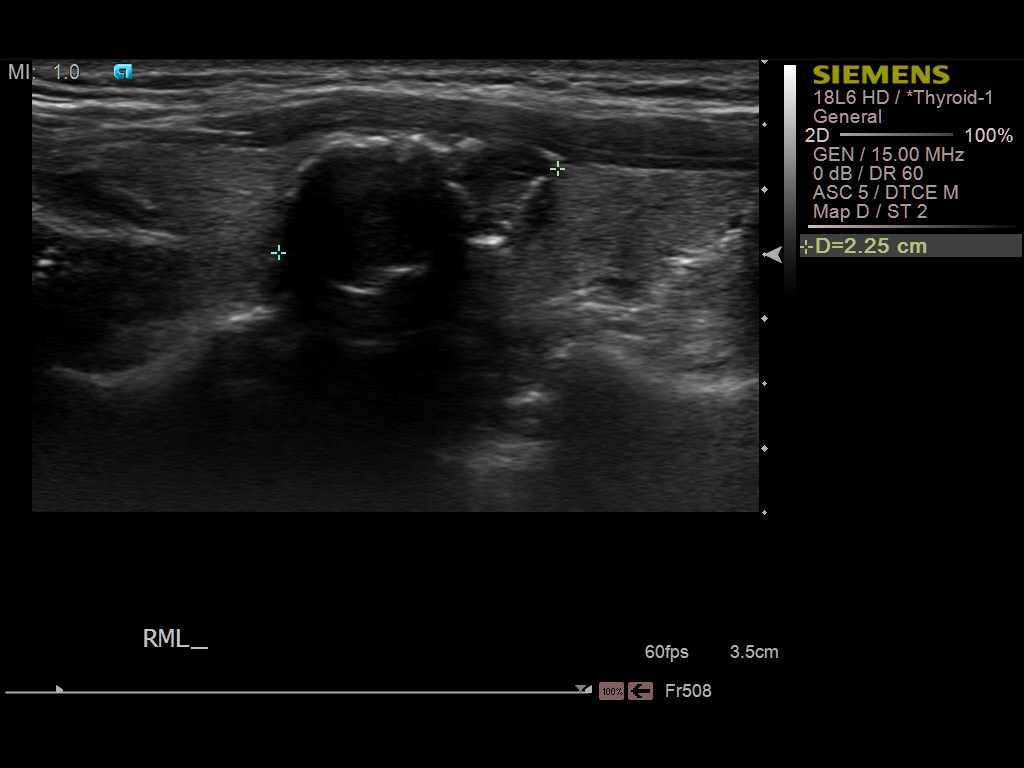 MI: 1.0
SIEMENS
18L6 HD / *Thyroid-1
General
2D 100%
GEN / 15.00 MHz
0 dB / DR 60
ASC 5 / DTCE M
Map D / ST 2
D=2.25 cm
RML_
60fps 3.5cm
100% Fr508